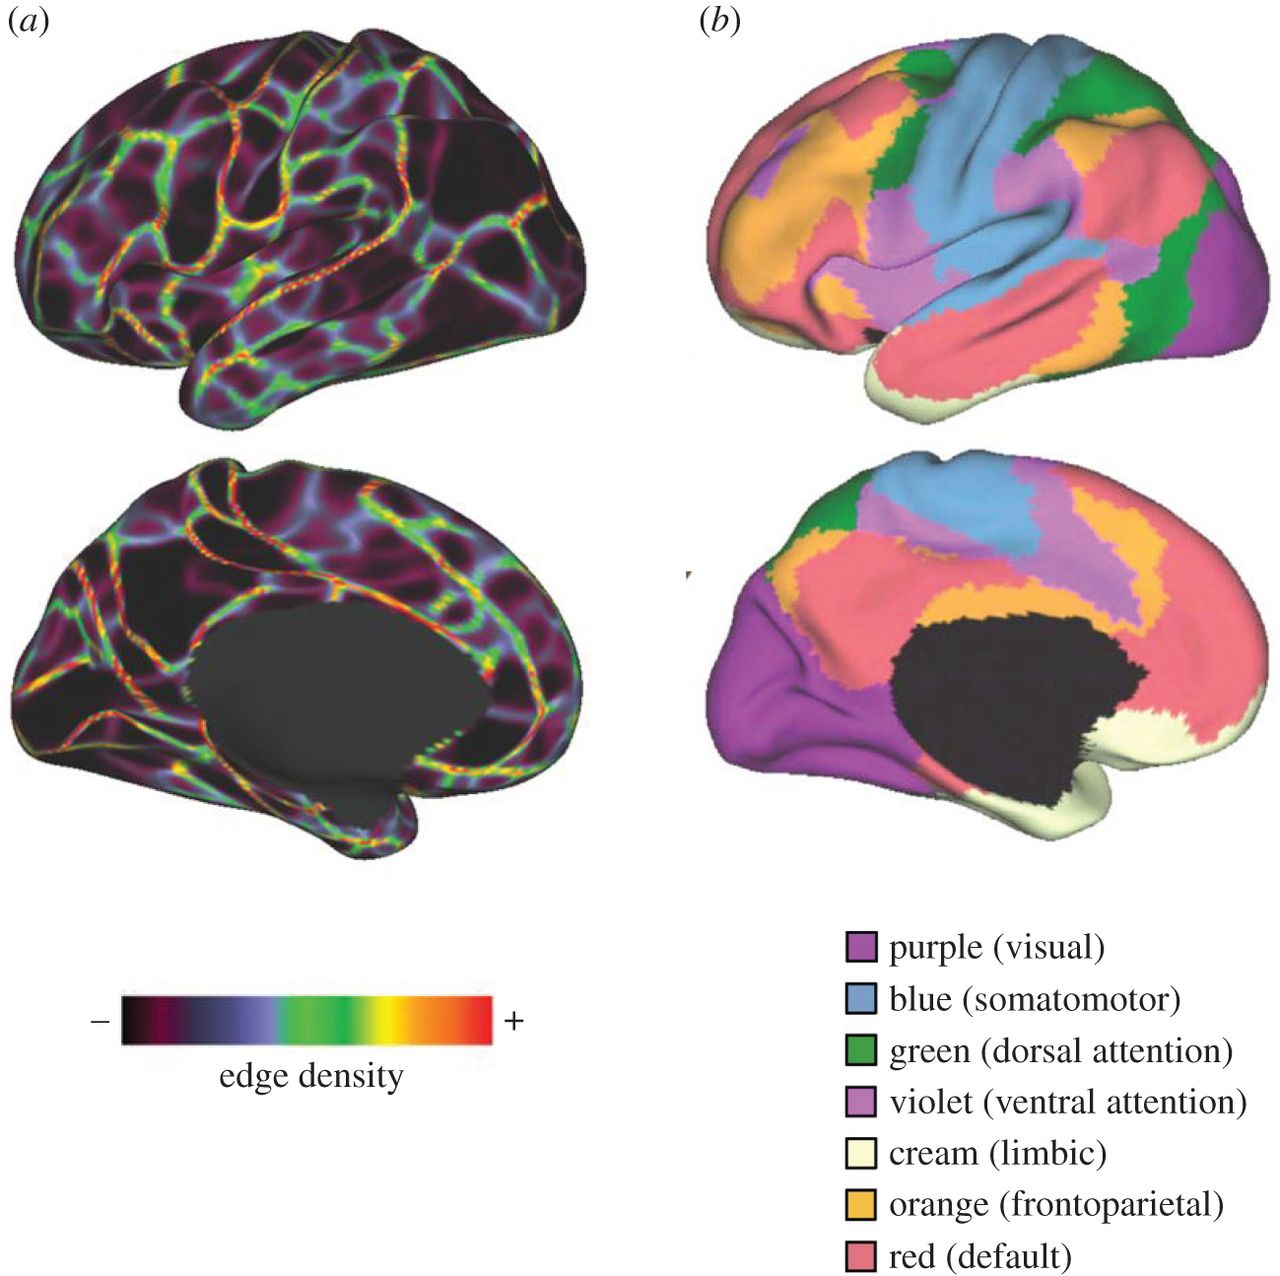 (a)
(b)
– +
edge density
purple (visual)
blue (somatomotor)
green (dorsal attention)
violet (ventral attention)
cream (limbic)
orange (frontoparietal)
red (default)